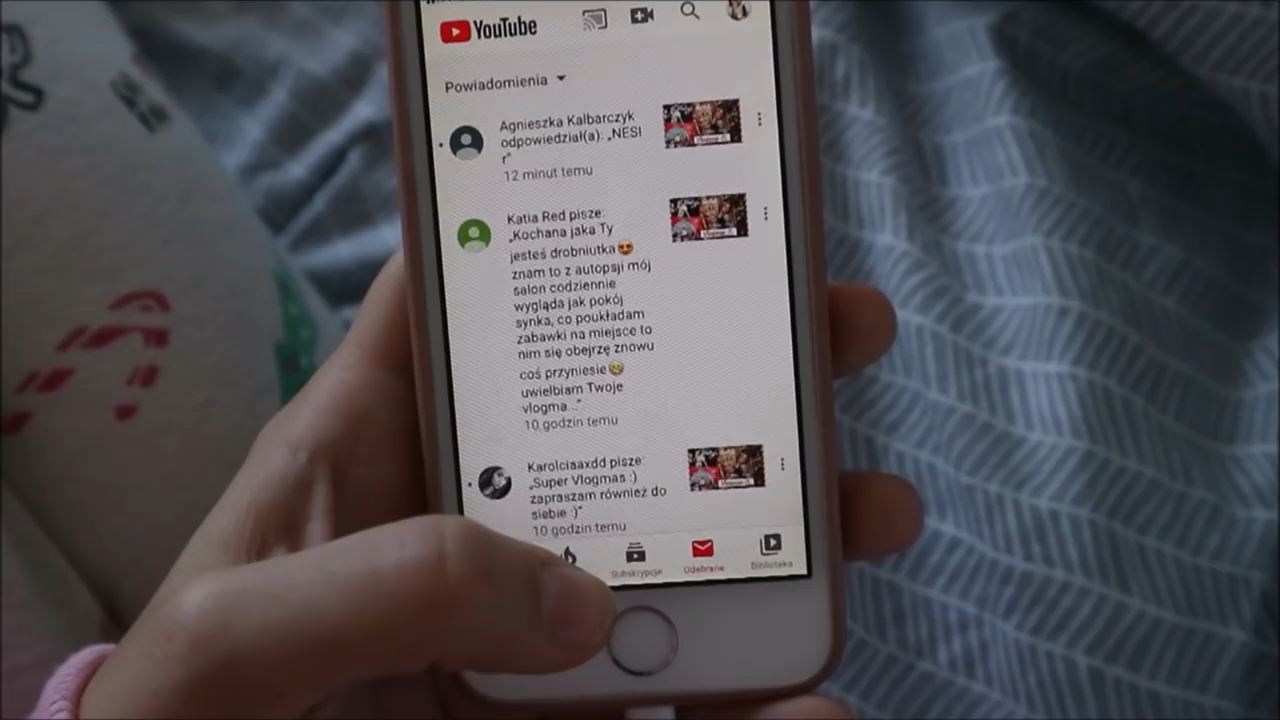 YouTube
Powiadomienia
Agnieszka Kalbarczyk
odpowiedział(a): „NESI
r”
12 minut temu
Katia Red pisze:
„Kochana jaka Ty
jesteś drobniutka😍
znam to z autopsji mój
salon codziennie
wygląda jak pokój
synka, co poukładam
zabawki na miejsce to
nim się obejrzę znowu
coś przyniesie😂
uwielbiam Twoje
vlogma...”
10 godzin temu
Karolciaaxdd pisze:
„Super Vlogmas :)
zapraszam również do
siebie :)”
10 godzin temu
Subskrypcje Odebrane Biblioteka